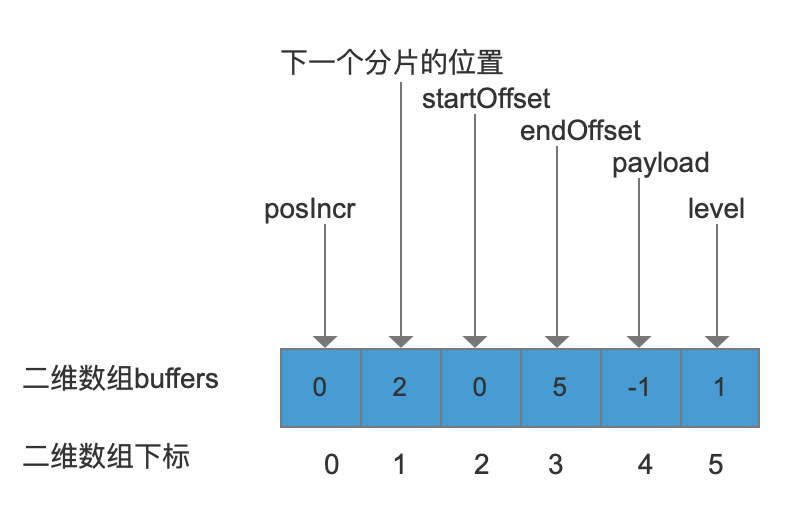 下一个分片的位置
startOffset
endOffset
payload
posIncr
level
二维数组buffers
0 2 0 5 -1 1
二维数组下标
0 1 2 3 4 5